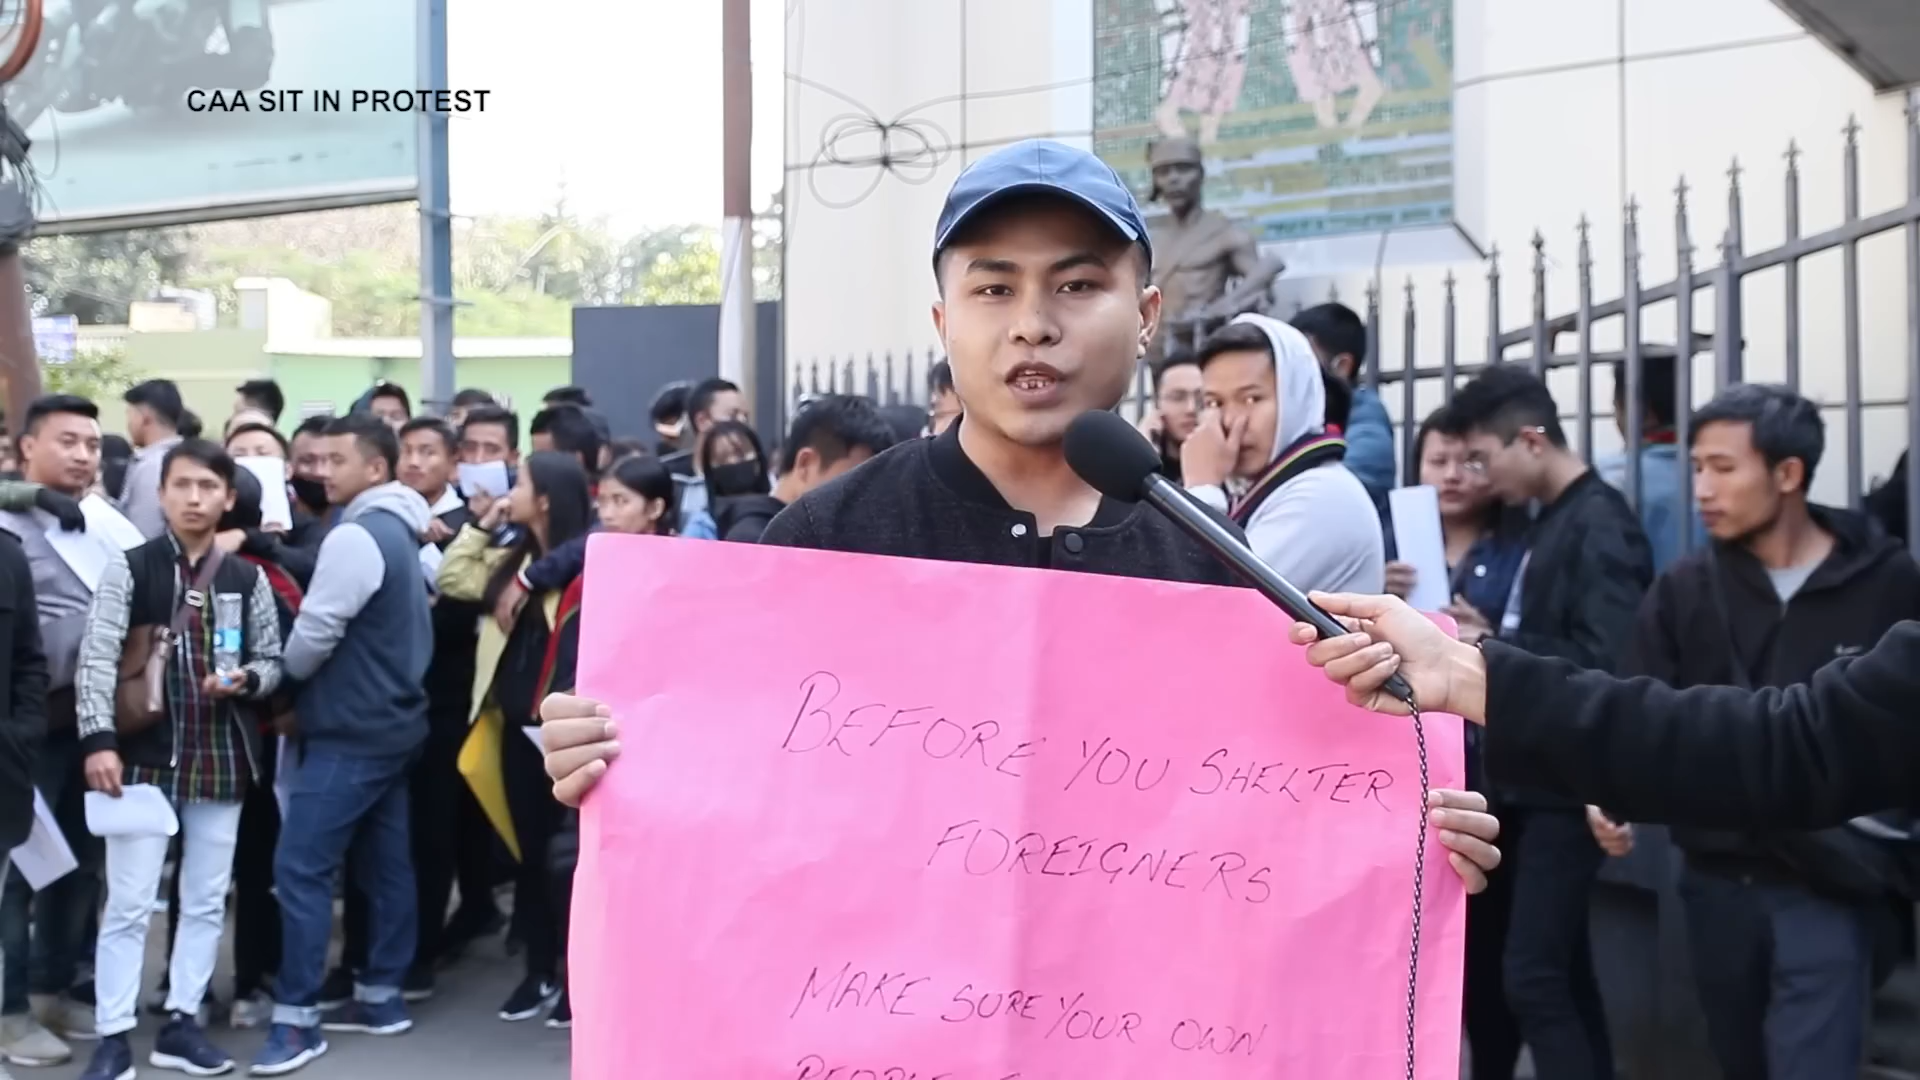 CAA SIT IN PROTEST
BEFORE YOU SHELTER
FOREIGNERS
MAKE SURE YOUR OWN